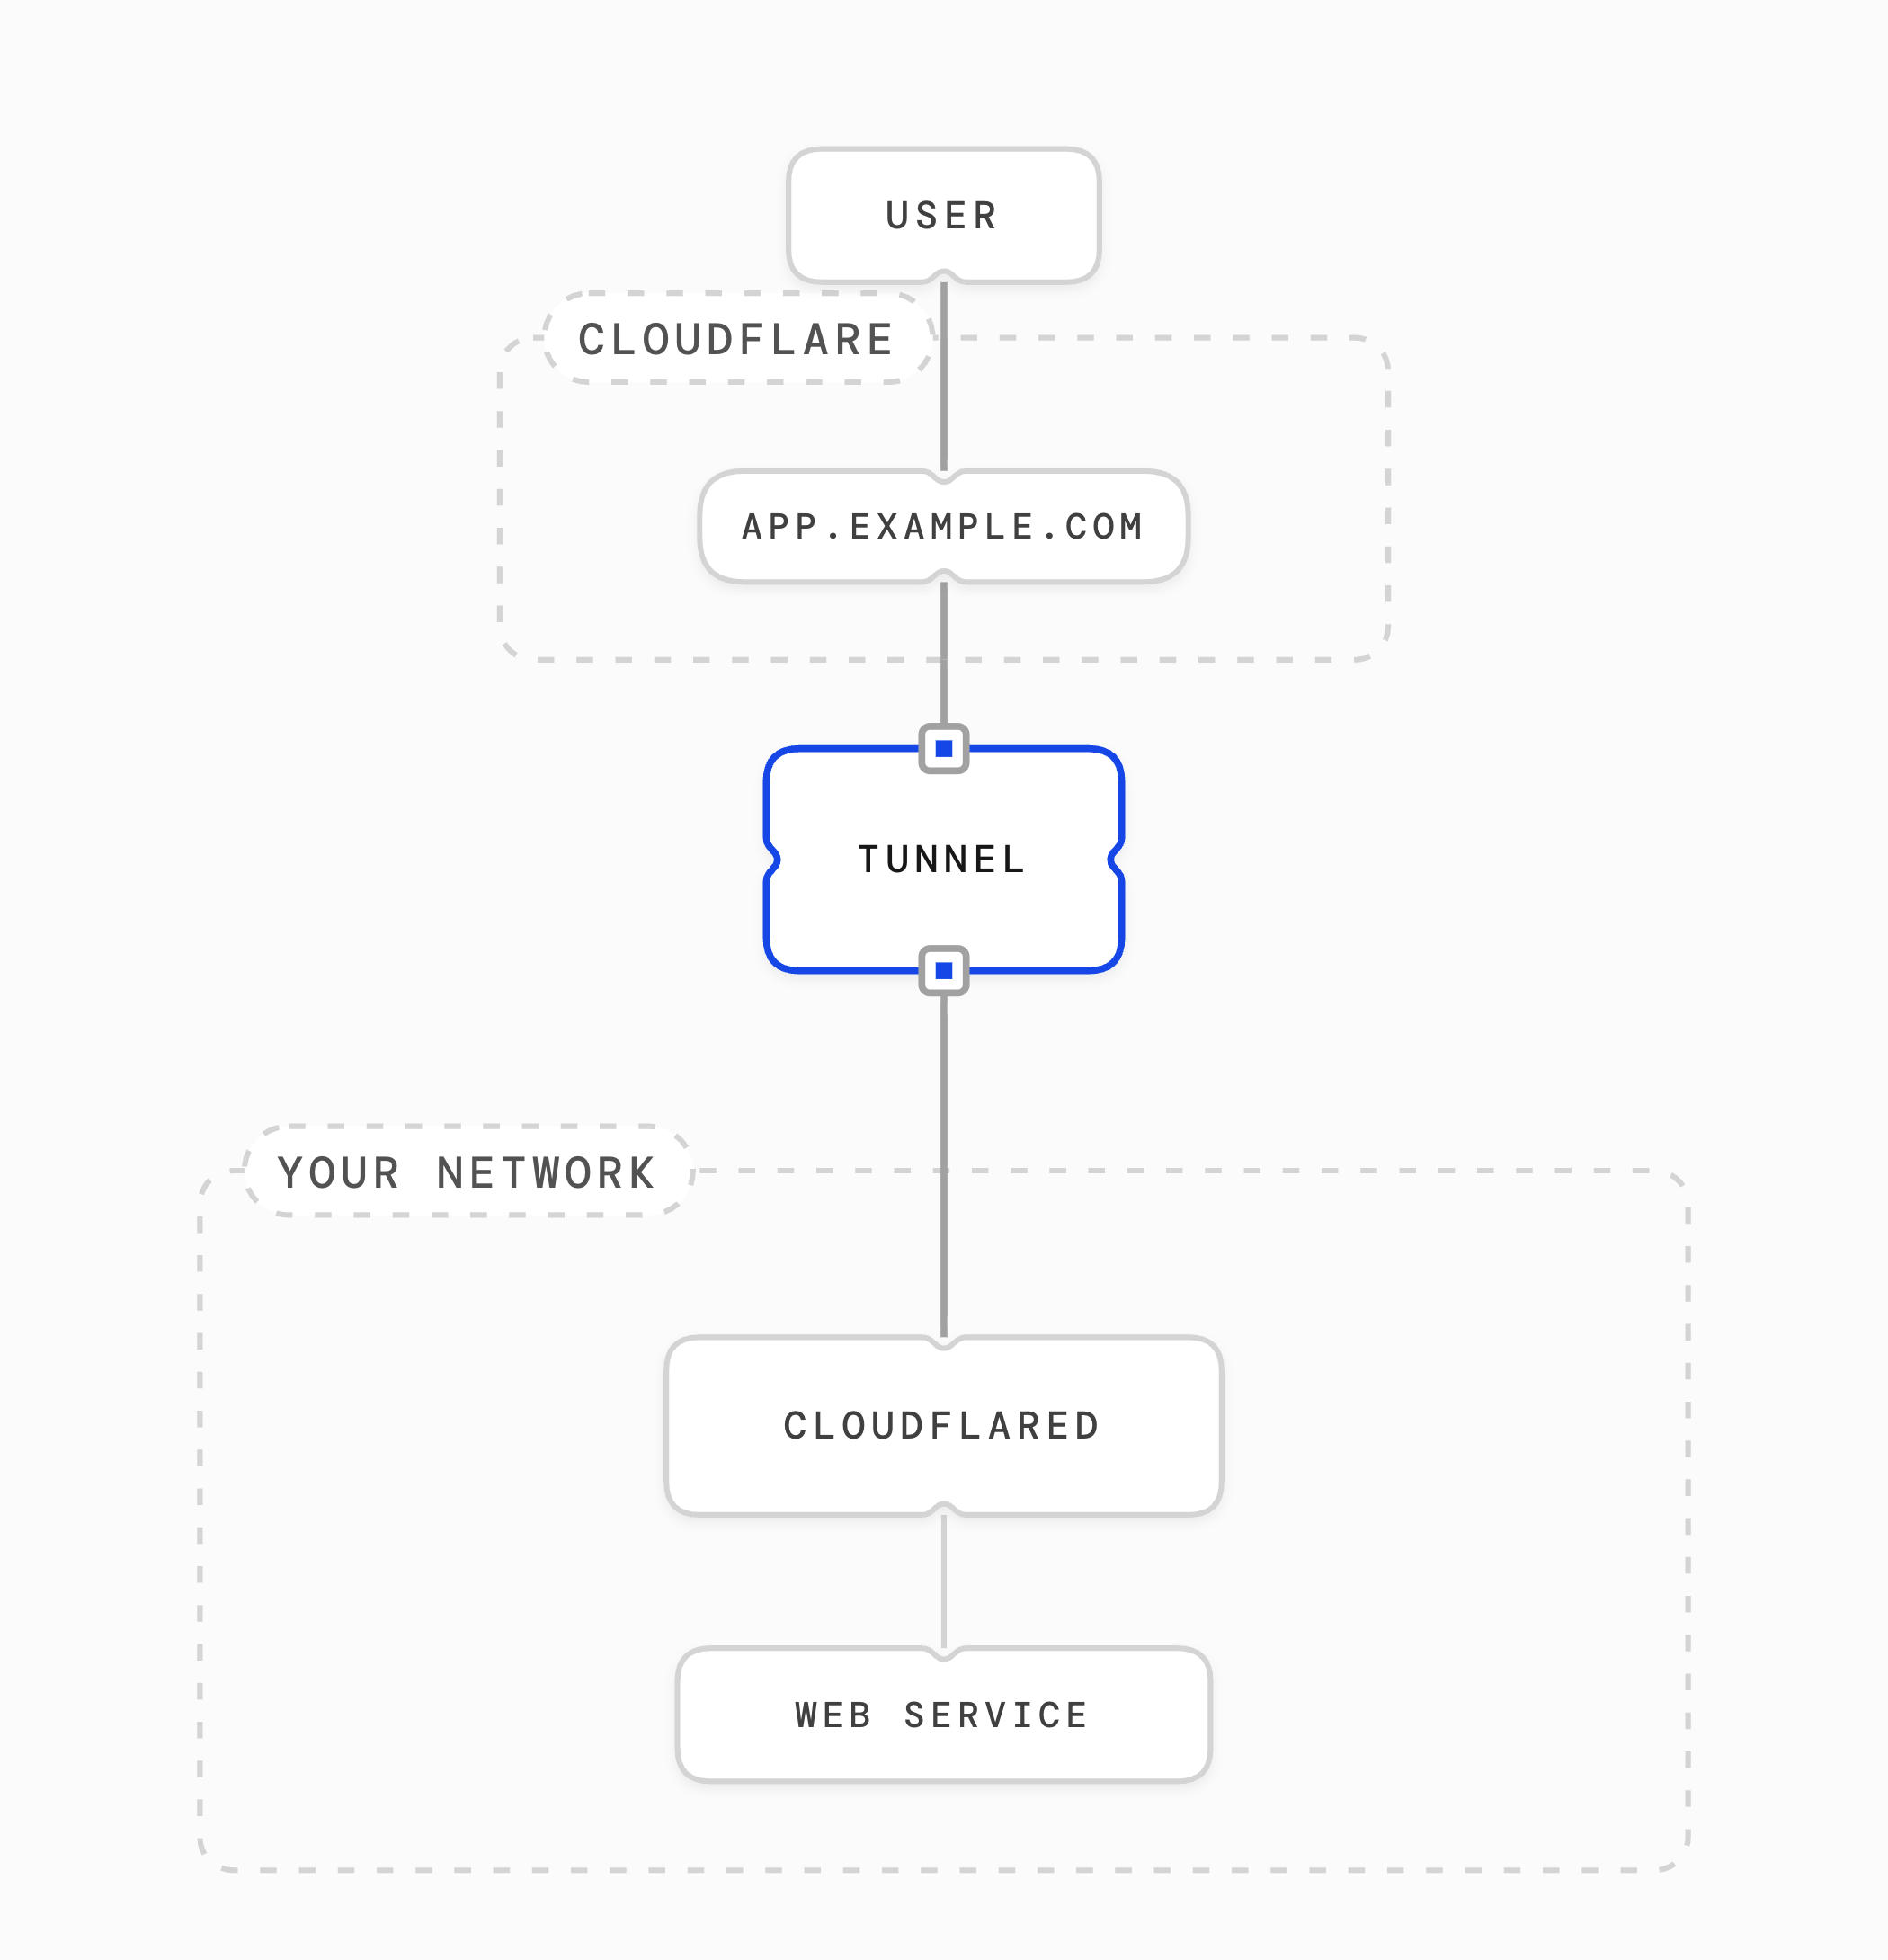 USER
CLOUDFLARE
APP.EXAMPLE.COM
TUNNEL
YOUR NETWORK
CLOUDFLARED
WEB SERVICE